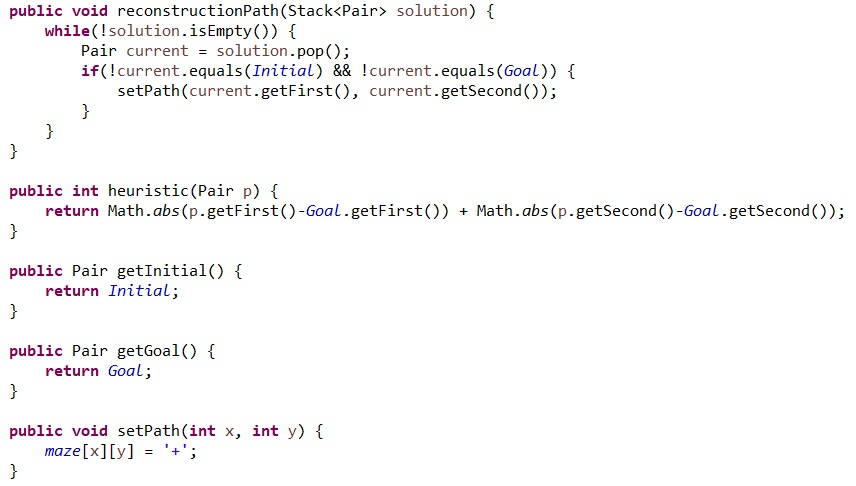 public void reconstructionPath(Stack<Pair> solution) {
    while(!solution.isEmpty()) {
        Pair current = solution.pop();
        if(!current.equals(Initial) && !current.equals(Goal)) {
            setPath(current.getFirst(), current.getSecond());
        }
    }
}

public int heuristic(Pair p) {
    return Math.abs(p.getFirst()-Goal.getFirst()) + Math.abs(p.getSecond()-Goal.getSecond());
}

public Pair getInitial() {
    return Initial;
}

public Pair getGoal() {
    return Goal;
}

public void setPath(int x, int y) {
    maze[x][y] = '+';
}